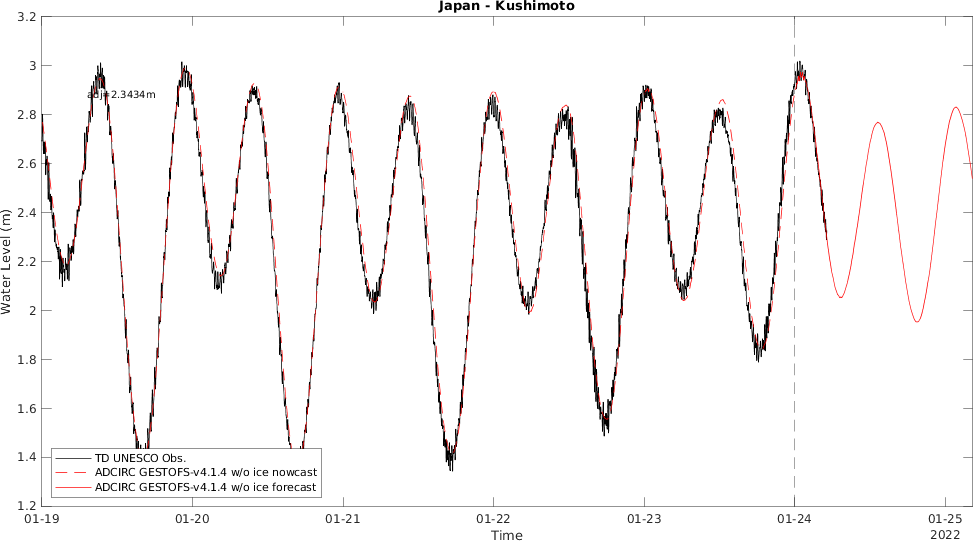 Japan - Kushimoto
3.2
3
2.8
2.6
2.4
2.2
2
1.8
1.6
1.4
1.2
Water Level (m)
adj=2.3434m
TD UNESCO Obs.
ADCIRC GESTOFS-v4.1.4 w/o ice nowcast
ADCIRC GESTOFS-v4.1.4 w/o ice forecast
01-19 01-20 01-21 01-22 01-23 01-24 01-25
2022
Time